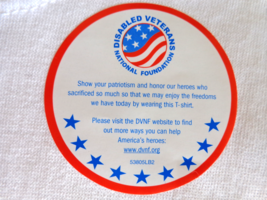 DISABLED VETERANS
NATIONAL FOUNDATION
Show your patriotism and honor our heroes who
sacrificed so much so that we may enjoy the freedoms
we have today by wearing this T-shirt.
Please visit the DVNF website to find
out more ways you can help
America's heroes:
www.dvnf.org